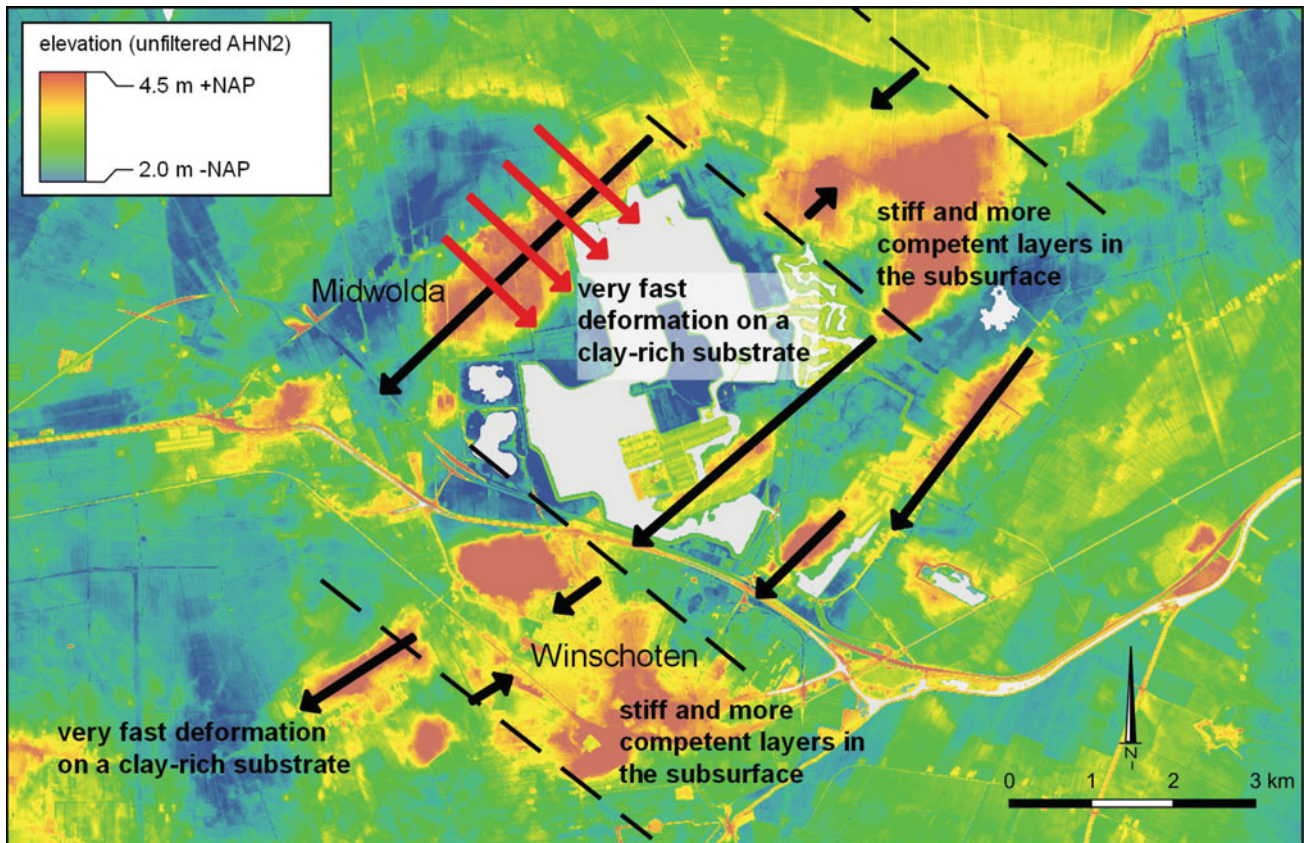 elevation (unfiltered AHN2)
4.5 m +NAP
2.0 m -NAP
stiff and more
competent layers in
the subsurface
Midwolda
very fast
deformation on a
clay-rich substrate
Winschoten
very fast deformation
on a clay-rich substrate
stiff and more
competent layers in
the subsurface
N
0 1 2 3 km